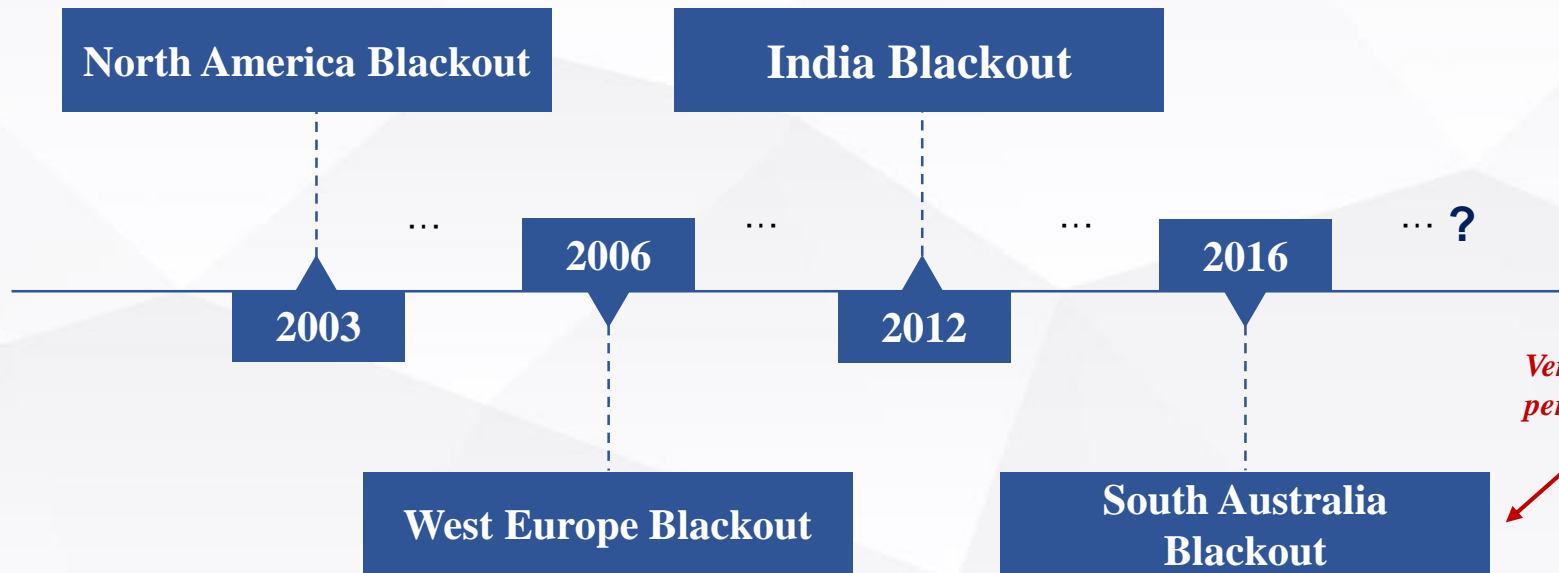 North America Blackout
India Blackout
...
...
...
... ?
2006
2016
2003
2012
West Europe Blackout
South Australia
Blackout